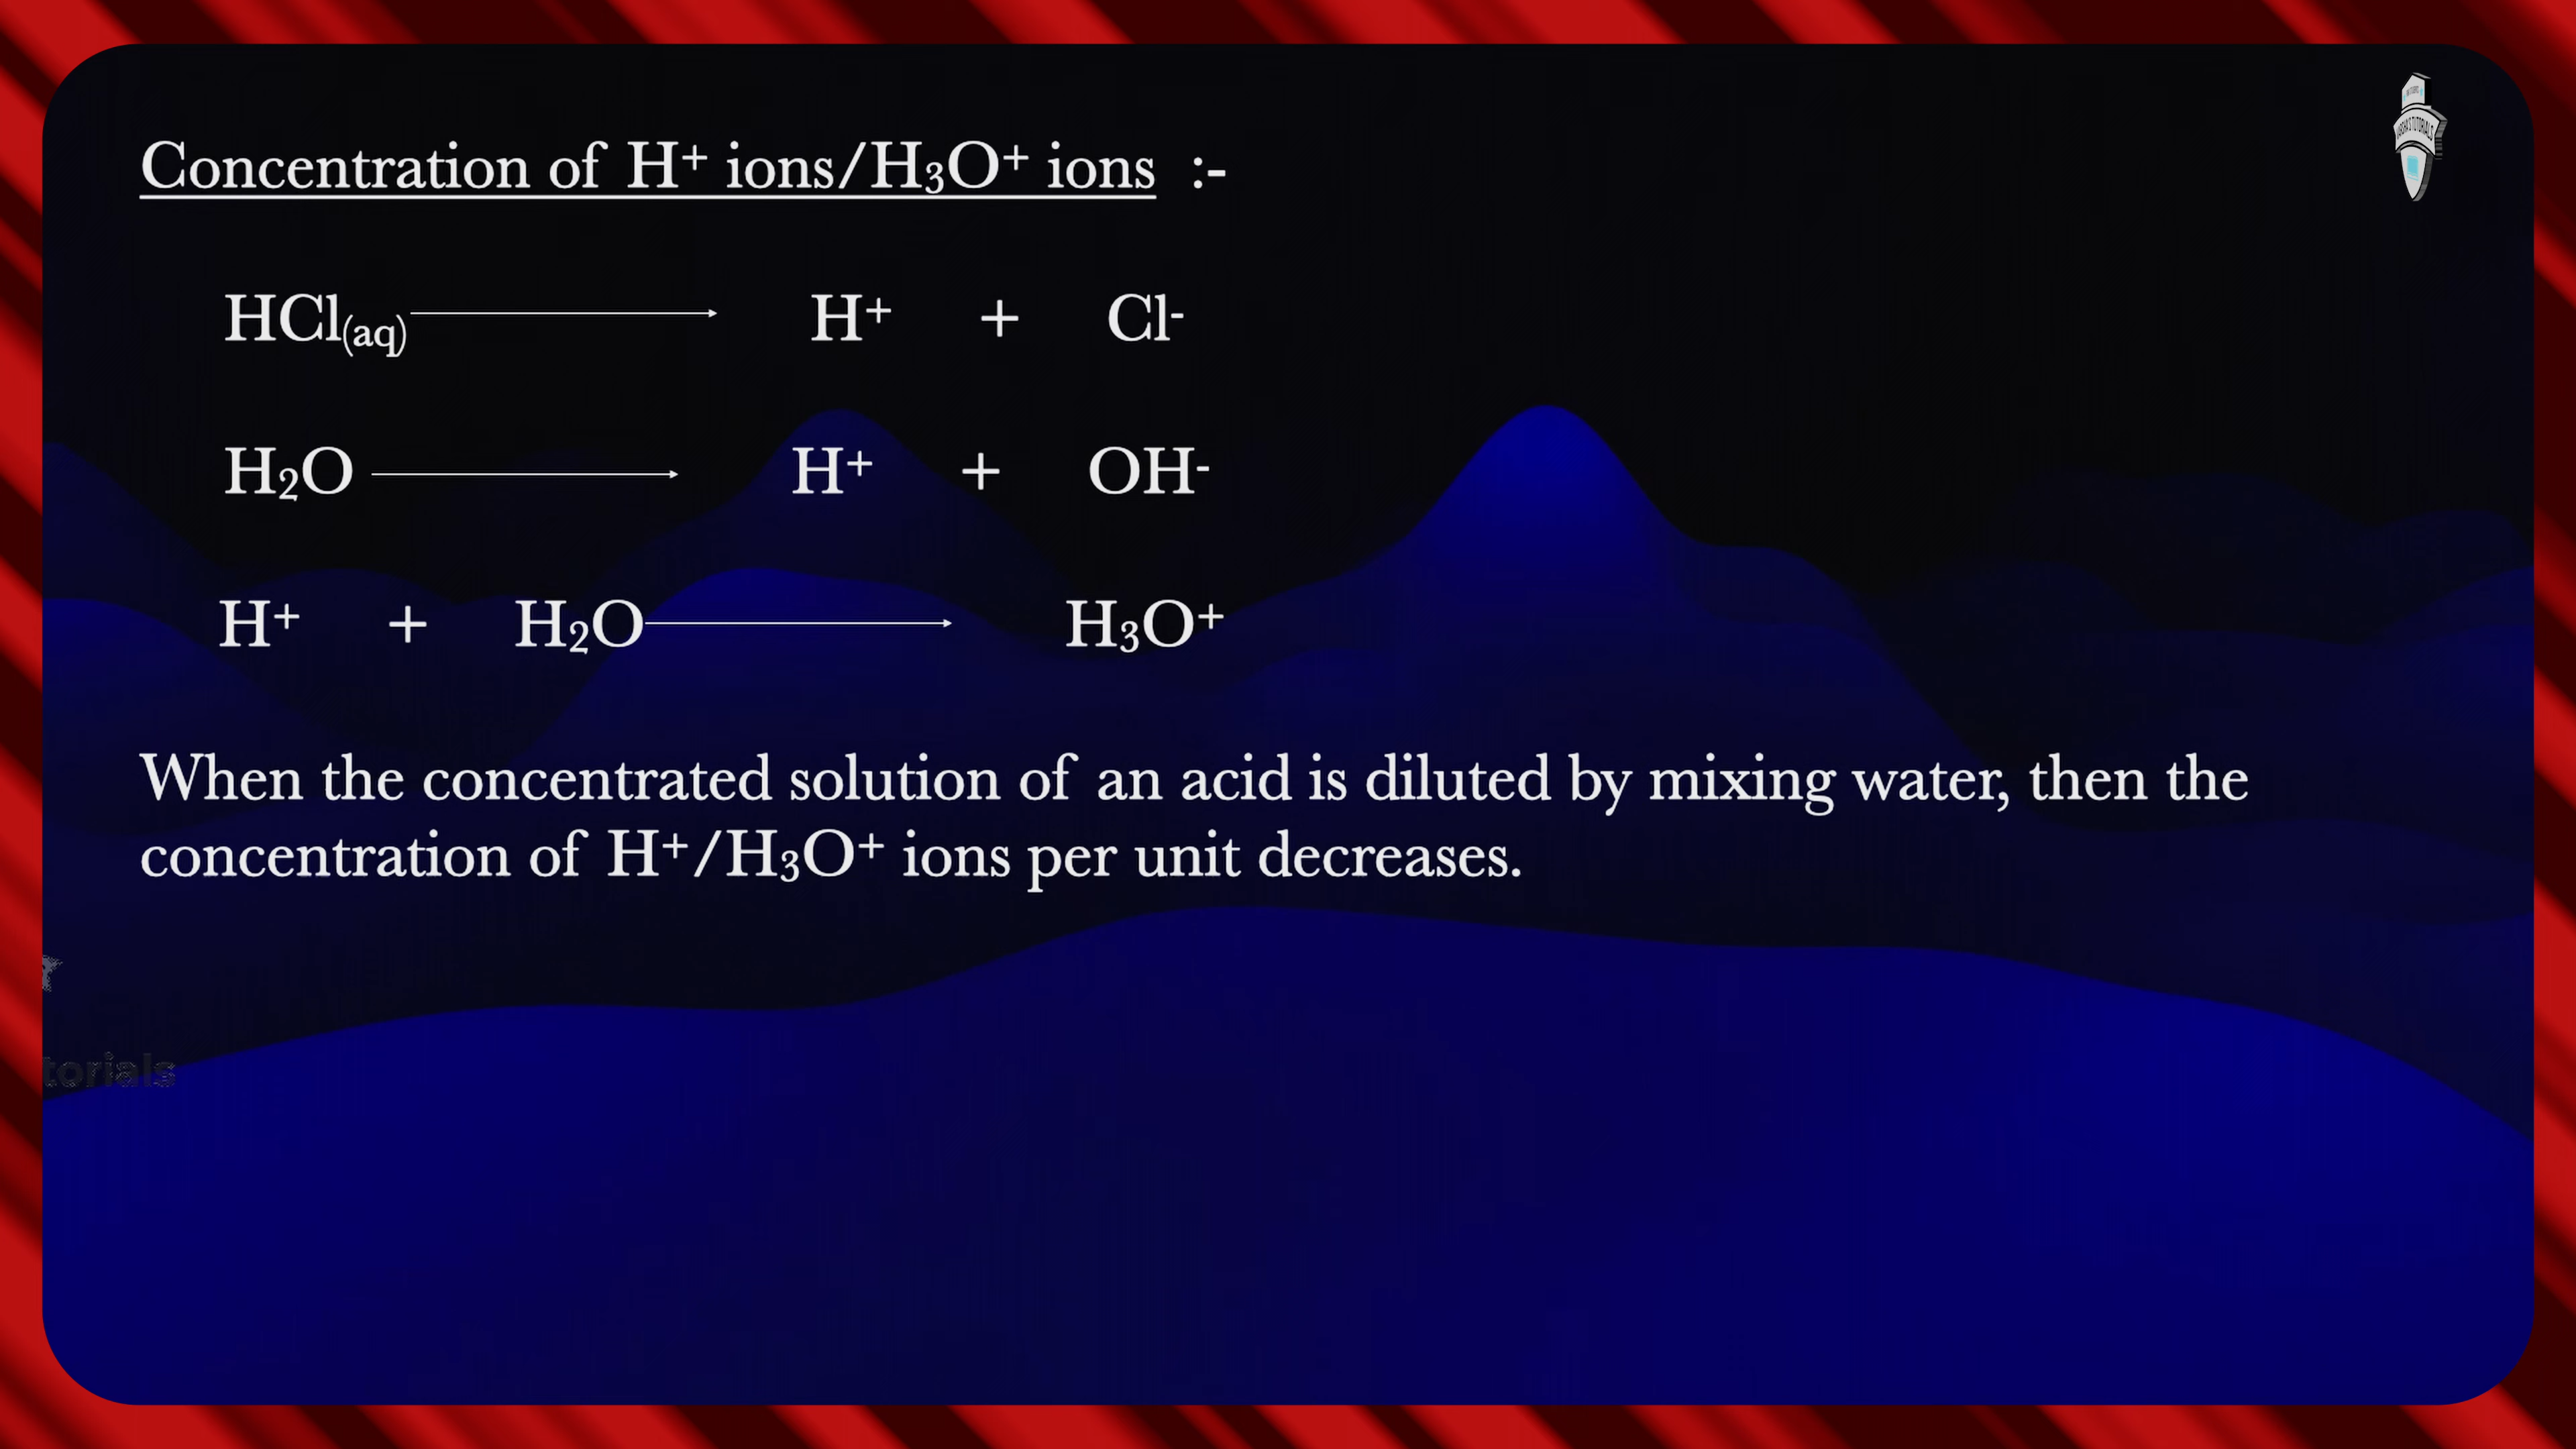 Concentration of H⁺ ions/H₃O⁺ ions :-
HCl₍aq₎ ⟶ H⁺ + Cl⁻
H₂O ⟶ H⁺ + OH⁻
H⁺ + H₂O ⟶ H₃O⁺
When the concentrated solution of an acid is diluted by mixing water, then the
concentration of H⁺/H₃O⁺ ions per unit decreases.
torials